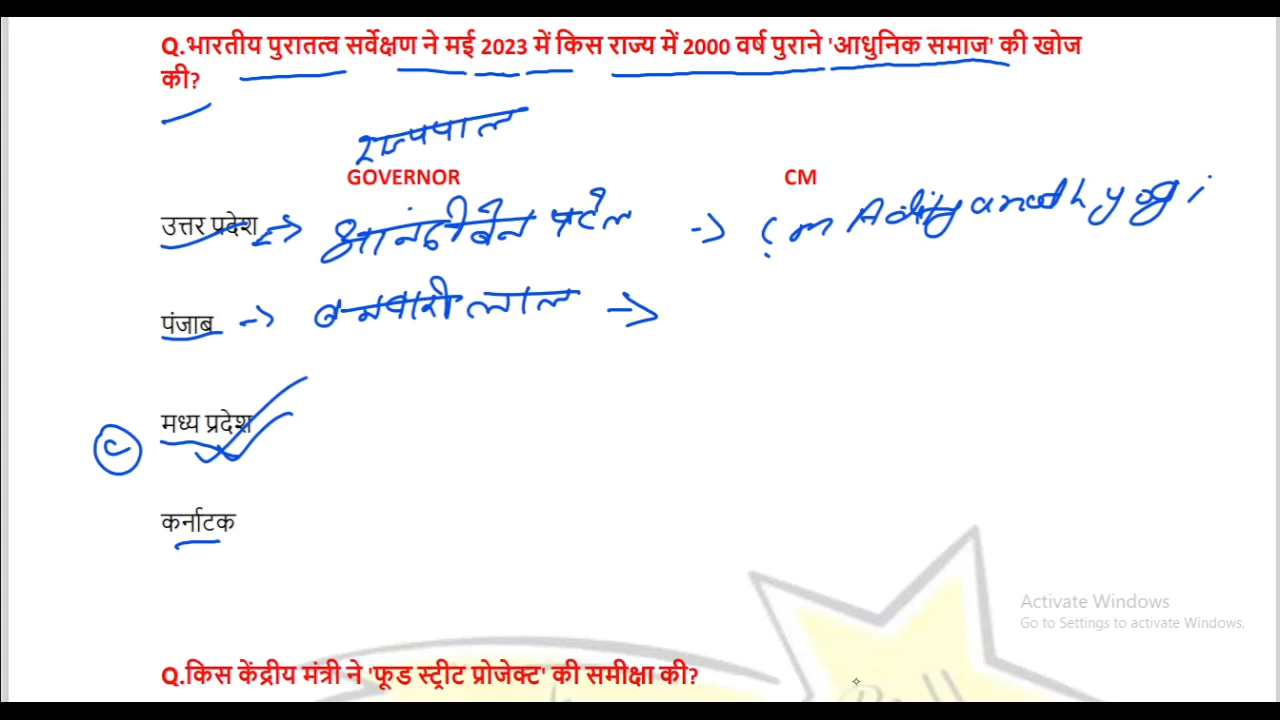 Q.भारतीय पुरातत्व सर्वेक्षण ने मई 2023 में किस राज्य में 2000 वर्ष पुराने 'आधुनिक समाज' की खोज
की?
राज्यपाल
GOVERNOR CM
उत्तर प्रदेश -> आनंदीबेन पटेल -> Cm Adityanath yogi
पंजाब -> बनवारी लाल ->
मध्य प्रदेश
C
कर्नाटक
Activate Windows
Go to Settings to activate Windows.
Q.किस केंद्रीय मंत्री ने 'फूड स्ट्रीट प्रोजेक्ट' की समीक्षा की?